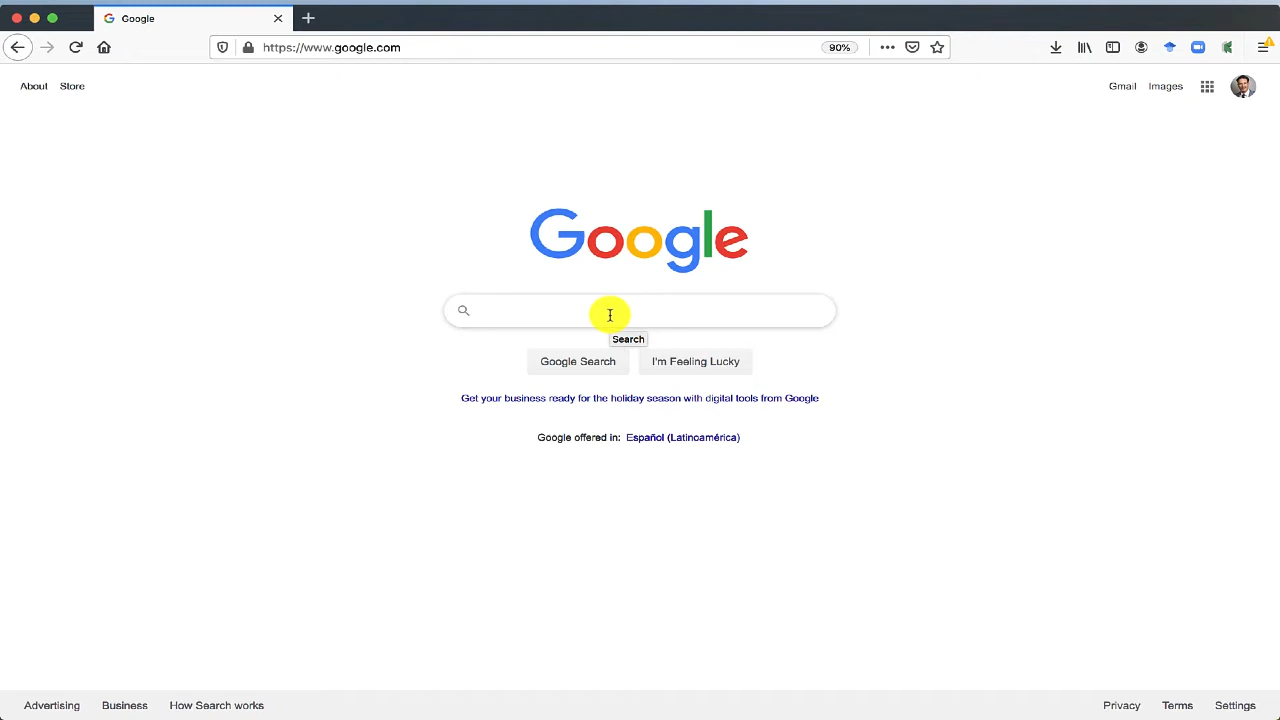 Google
https://www.google.com
90%
About Store
Gmail Images
Google
Search
Google Search I'm Feeling Lucky
Get your business ready for the holiday season with digital tools from Google
Google offered in: Español (Latinoamérica)
Advertising Business How Search works
Privacy Terms Settings